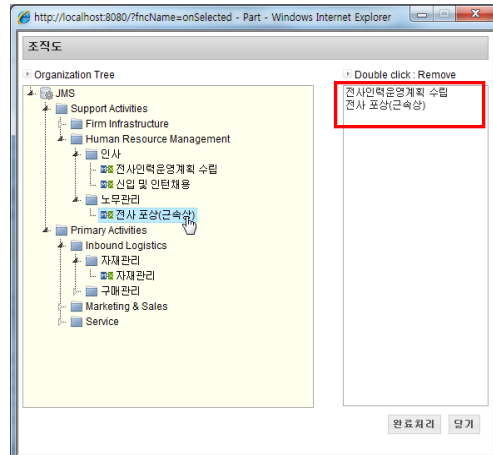 http://localhost:8080/?fncName=onSelected - Part - Windows Internet Explorer
조직도
Organization Tree
JMS
Support Activities
Firm Infrastructure
Human Resource Management
인사
전사인력운영계획 수립
신입 및 인턴채용
노무관리
전사 포상(근속상)
Primary Activities
Inbound Logistics
자재관리
자재관리
구매관리
Marketing & Sales
Service
Double click : Remove
전사인력운영계획 수립
전사 포상(근속상)
완료처리
닫기